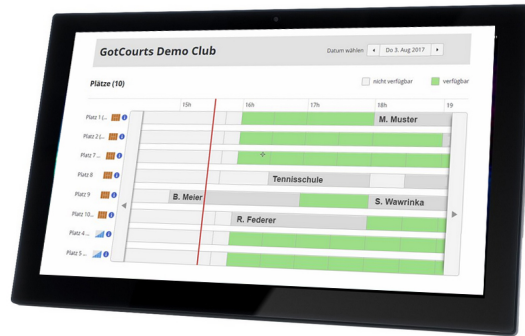 GotCourts Demo Club
Datum wählen Do 3. Aug 2017
Plätze (10)
nicht verfügbar verfügbar
15h 16h 17h 18h 19
Platz 1 (... M. Muster
Platz 2 (...
Platz 7 ...
Platz 8 Tennisschule
Platz 9 B. Meier S. Wawrinka
Platz 10... R. Federer
Platz 4 ...
Platz 5 ...